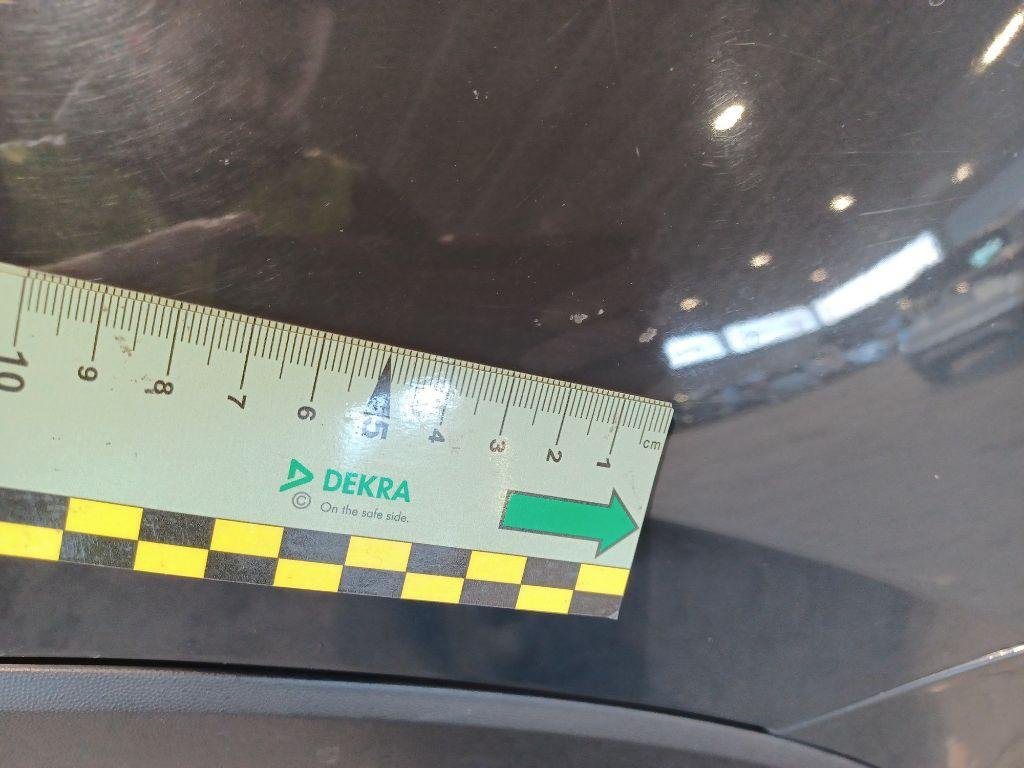 10 9 8 7 6 5 4 3 2 1 cm
DEKRA
© On the safe side.